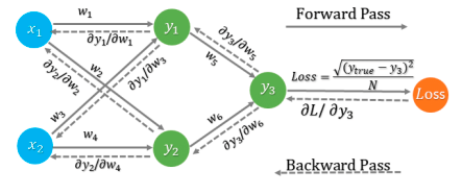 w₁
Forward Pass
x₁
y₁
∂y₁/∂w₁
∂y₃/∂w₅
w₂
w₅
∂y₂/∂w₂
∂y₁/∂w₃
Loss = √(y_true − y₃)² / N
y₃
Loss
∂L/ ∂y₃
w₃
w₆
w₄
∂y₃/∂w₆
x₂
y₂
∂y₂/∂w₄
Backward Pass